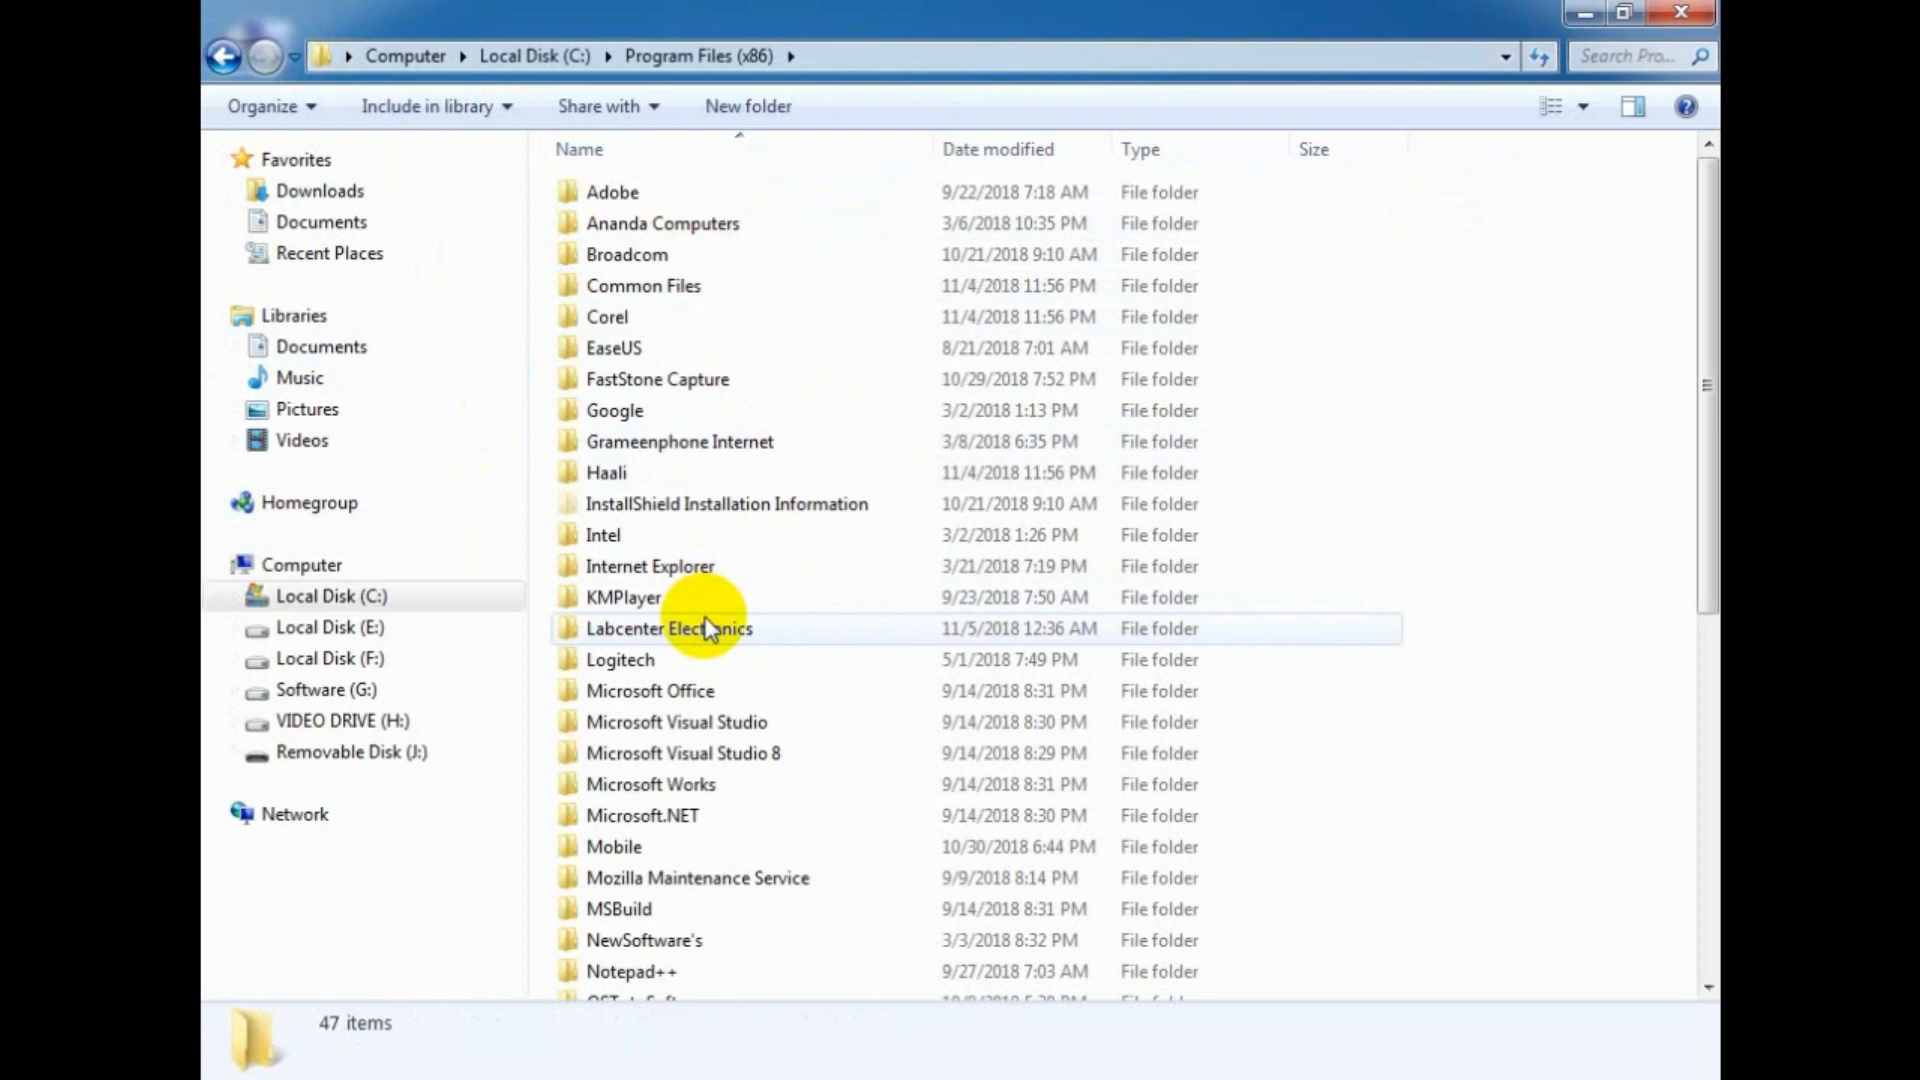 Computer Local Disk (C:) Program Files (x86)
Search Pro...
Organize Include in library Share with New folder
Name Date modified Type Size
Favorites
Downloads
Documents
Recent Places
Libraries
Documents
Music
Pictures
Videos
Homegroup
Computer
Local Disk (C:)
Local Disk (E:)
Local Disk (F:)
Software (G:)
VIDEO DRIVE (H:)
Removable Disk (J:)
Network
Adobe 9/22/2018 7:18 AM File folder
Ananda Computers 3/6/2018 10:35 PM File folder
Broadcom 10/21/2018 9:10 AM File folder
Common Files 11/4/2018 11:56 PM File folder
Corel 11/4/2018 11:56 PM File folder
EaseUS 8/21/2018 7:01 AM File folder
FastStone Capture 10/29/2018 7:52 PM File folder
Google 3/2/2018 1:13 PM File folder
Grameenphone Internet 3/8/2018 6:35 PM File folder
Haali 11/4/2018 11:56 PM File folder
InstallShield Installation Information 10/21/2018 9:10 AM File folder
Intel 3/2/2018 1:26 PM File folder
Internet Explorer 3/21/2018 7:19 PM File folder
KMPlayer 9/23/2018 7:50 AM File folder
Labcenter Electronics 11/5/2018 12:36 AM File folder
Logitech 5/1/2018 7:49 PM File folder
Microsoft Office 9/14/2018 8:31 PM File folder
Microsoft Visual Studio 9/14/2018 8:30 PM File folder
Microsoft Visual Studio 8 9/14/2018 8:29 PM File folder
Microsoft Works 9/14/2018 8:31 PM File folder
Microsoft.NET 9/14/2018 8:30 PM File folder
Mobile 10/30/2018 6:44 PM File folder
Mozilla Maintenance Service 9/9/2018 8:14 PM File folder
MSBuild 9/14/2018 8:31 PM File folder
NewSoftware's 3/3/2018 8:32 PM File folder
Notepad++ 9/27/2018 7:03 AM File folder
47 items